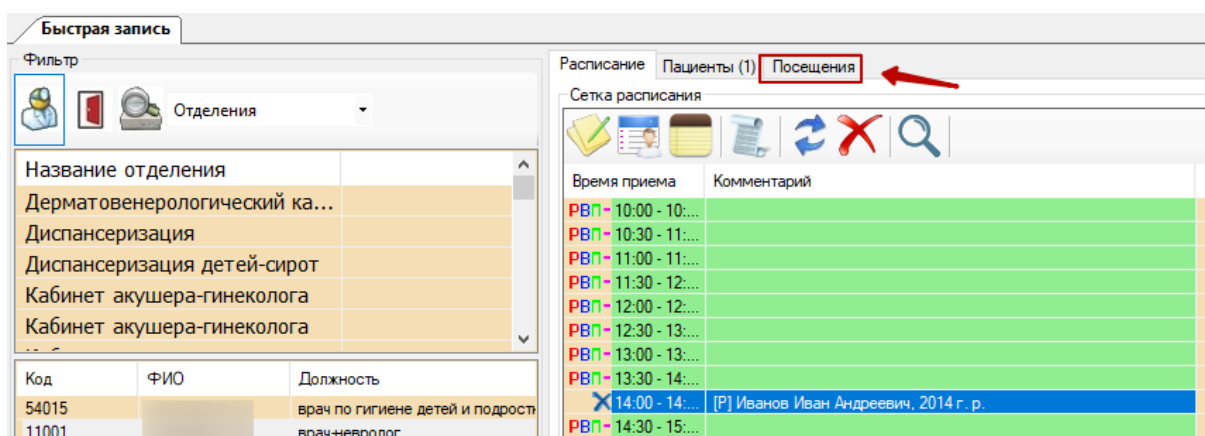 Быстрая запись
Фильтр
Отделения
Название отделения
Дерматовенерологический ка...
Диспансеризация
Диспансеризация детей-сирот
Кабинет акушера-гинеколога
Кабинет акушера-гинеколога
Код ФИО Должность
54015 врач по гигиене детей и подростк
11001 врач-невролог
Расписание Пациенты (1) Посещения
Сетка расписания
Время приема Комментарий
РВП- 10:00 - 10:...
РВП- 10:30 - 11:...
РВП- 11:00 - 11:...
РВП- 11:30 - 12:...
РВП- 12:00 - 12:...
РВП- 12:30 - 13:...
РВП- 13:00 - 13:...
РВП- 13:30 - 14:...
14:00 - 14:... [Р] Иванов Иван Андреевич, 2014 г. р.
РВП- 14:30 - 15:...